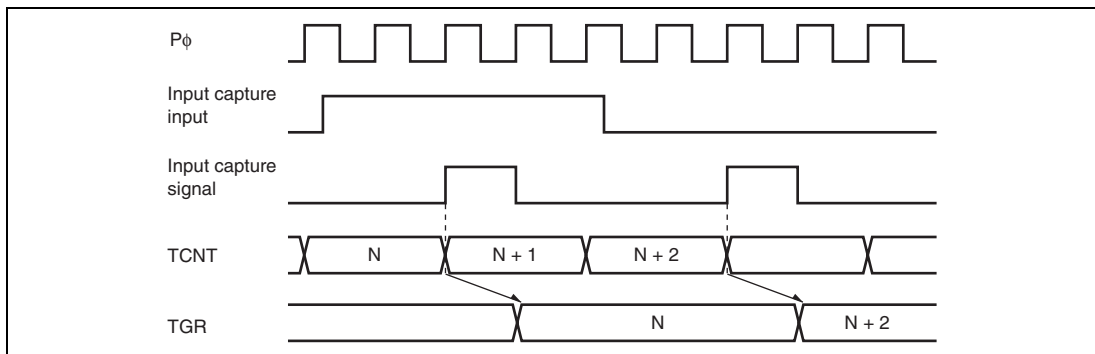 Pϕ
Input capture
input
Input capture
signal
TCNT
N
N + 1
N + 2
TGR
N
N + 2